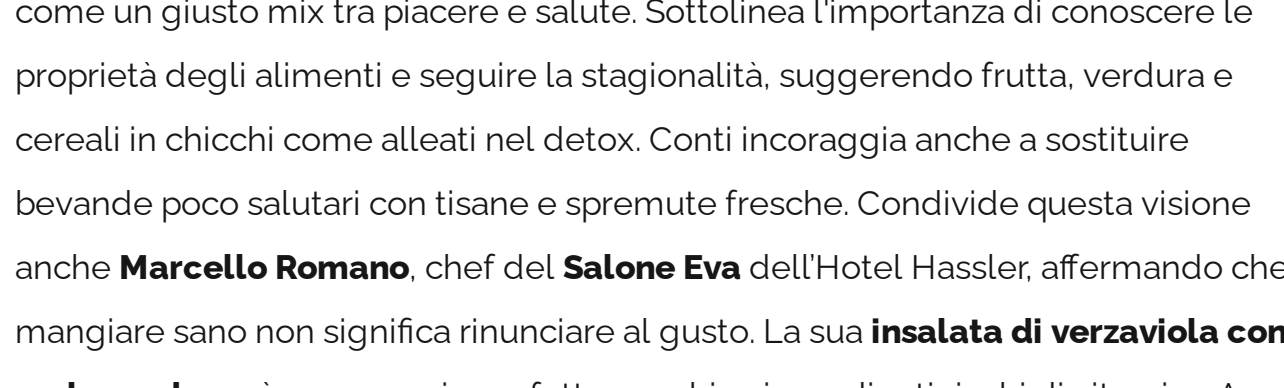 come un giusto mix tra piacere e salute. Sottolinea l'importanza di conoscere le
proprietà degli alimenti e seguire la stagionalità, suggerendo frutta, verdura e
cereali in chicchi come alleati nel detox. Conti incoraggia anche a sostituire
bevande poco salutari con tisane e spremute fresche. Condivide questa visione
anche Marcello Romano, chef del Salone Eva dell’Hotel Hassler, affermando che
mangiare sano non significa rinunciare al gusto. La sua insalata di verzaviola con